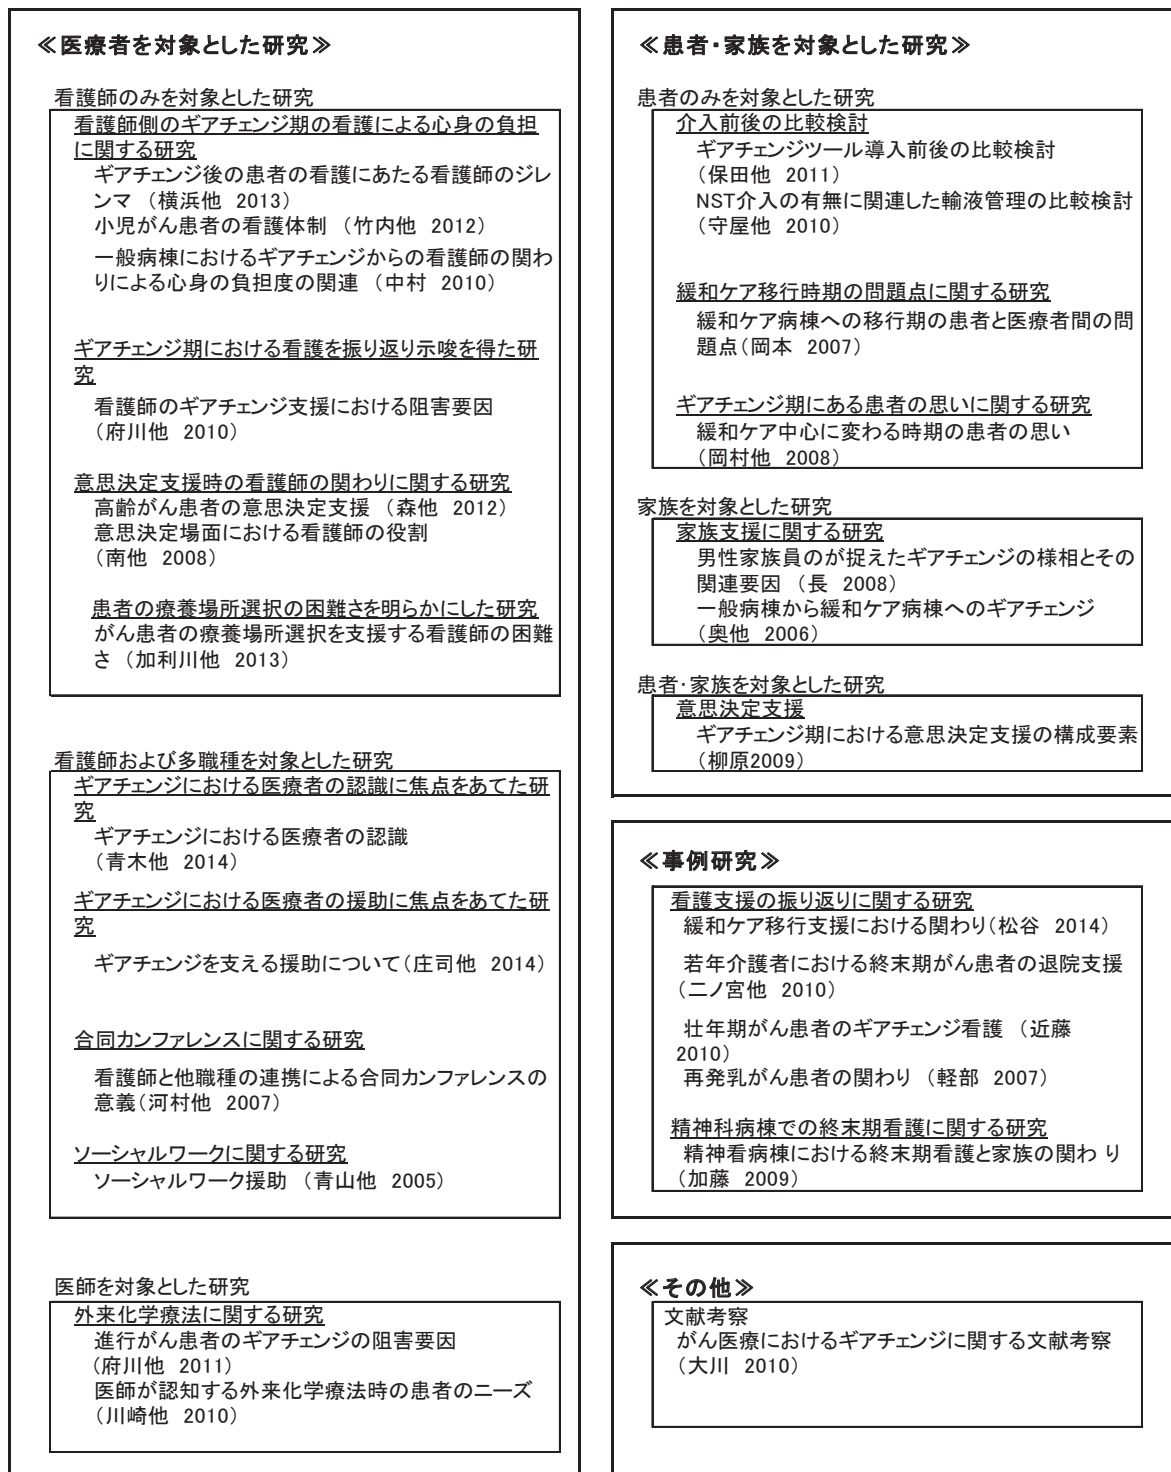 ≪医療者を対象とした研究≫
看護師のみを対象とした研究
看護師側のギアチェンジ期の看護による心身の負担
に関する研究
ギアチェンジ後の患者の看護にあたる看護師のジレ
ンマ （横浜他 2013）
小児がん患者の看護体制 （竹内他 2012）
一般病棟におけるギアチェンジからの看護師の関わ
りによる心身の負担度の関連 （中村 2010）
ギアチェンジ期における看護を振り返り示唆を得た研
究
看護師のギアチェンジ支援における阻害要因
（府川他 2010）
意思決定支援時の看護師の関わりに関する研究
高齢がん患者の意思決定支援 （森他 2012）
意思決定場面における看護師の役割
（南他 2008）
患者の療養場所選択の困難さを明らかにした研究
がん患者の療養場所選択を支援する看護師の困難
さ （加利川他 2013）
看護師および多職種を対象とした研究
ギアチェンジにおける医療者の認識に焦点をあてた研
究
ギアチェンジにおける医療者の認識
（青木他 2014）
ギアチェンジにおける医療者の援助に焦点をあてた研
究
ギアチェンジを支える援助について（庄司他 2014）
合同カンファレンスに関する研究
看護師と他職種の連携による合同カンファレンスの
意義（河村他 2007）
ソーシャルワークに関する研究
ソーシャルワーク援助 （青山他 2005）
医師を対象とした研究
外来化学療法に関する研究
進行がん患者のギアチェンジの阻害要因
（府川他 2011）
医師が認知する外来化学療法時の患者のニーズ
（川崎他 2010）
≪患者・家族を対象とした研究≫
患者のみを対象とした研究
介入前後の比較検討
ギアチェンジツール導入前後の比較検討
（保田他 2011）
NST介入の有無に関連した輸液管理の比較検討
（守屋他 2010）
緩和ケア移行時期の問題点に関する研究
緩和ケア病棟への移行期の患者と医療者間の問
題点（岡本 2007）
ギアチェンジ期にある患者の思いに関する研究
緩和ケア中心に変わる時期の患者の思い
（岡村他 2008）
家族を対象とした研究
家族支援に関する研究
男性家族員のが捉えたギアチェンジの様相とその
関連要因 （長 2008）
一般病棟から緩和ケア病棟へのギアチェンジ
（奥他 2006）
患者・家族を対象とした研究
意思決定支援
ギアチェンジ期における意思決定支援の構成要素
（柳原2009）
≪事例研究≫
看護支援の振り返りに関する研究
緩和ケア移行支援における関わり（松谷 2014）
若年介護者における終末期がん患者の退院支援
（二ノ宮他 2010）
壮年期がん患者のギアチェンジ看護 （近藤
2010）
再発乳がん患者の関わり （軽部 2007）
精神科病棟での終末期看護に関する研究
精神看病棟における終末期看護と家族の関わ り
（加藤 2009）
≪その他≫
文献考察
がん医療におけるギアチェンジに関する文献考察
（大川 2010）